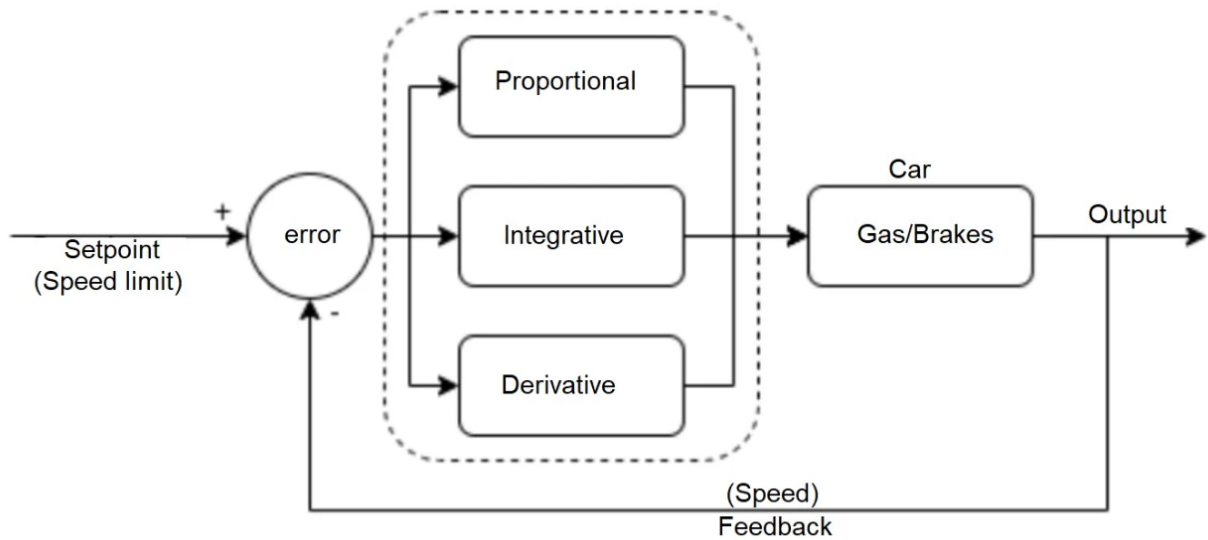 Proportional
Car
+
Setpoint
(Speed limit)
error
Integrative
Gas/Brakes
Output
-
Derivative
(Speed)
Feedback